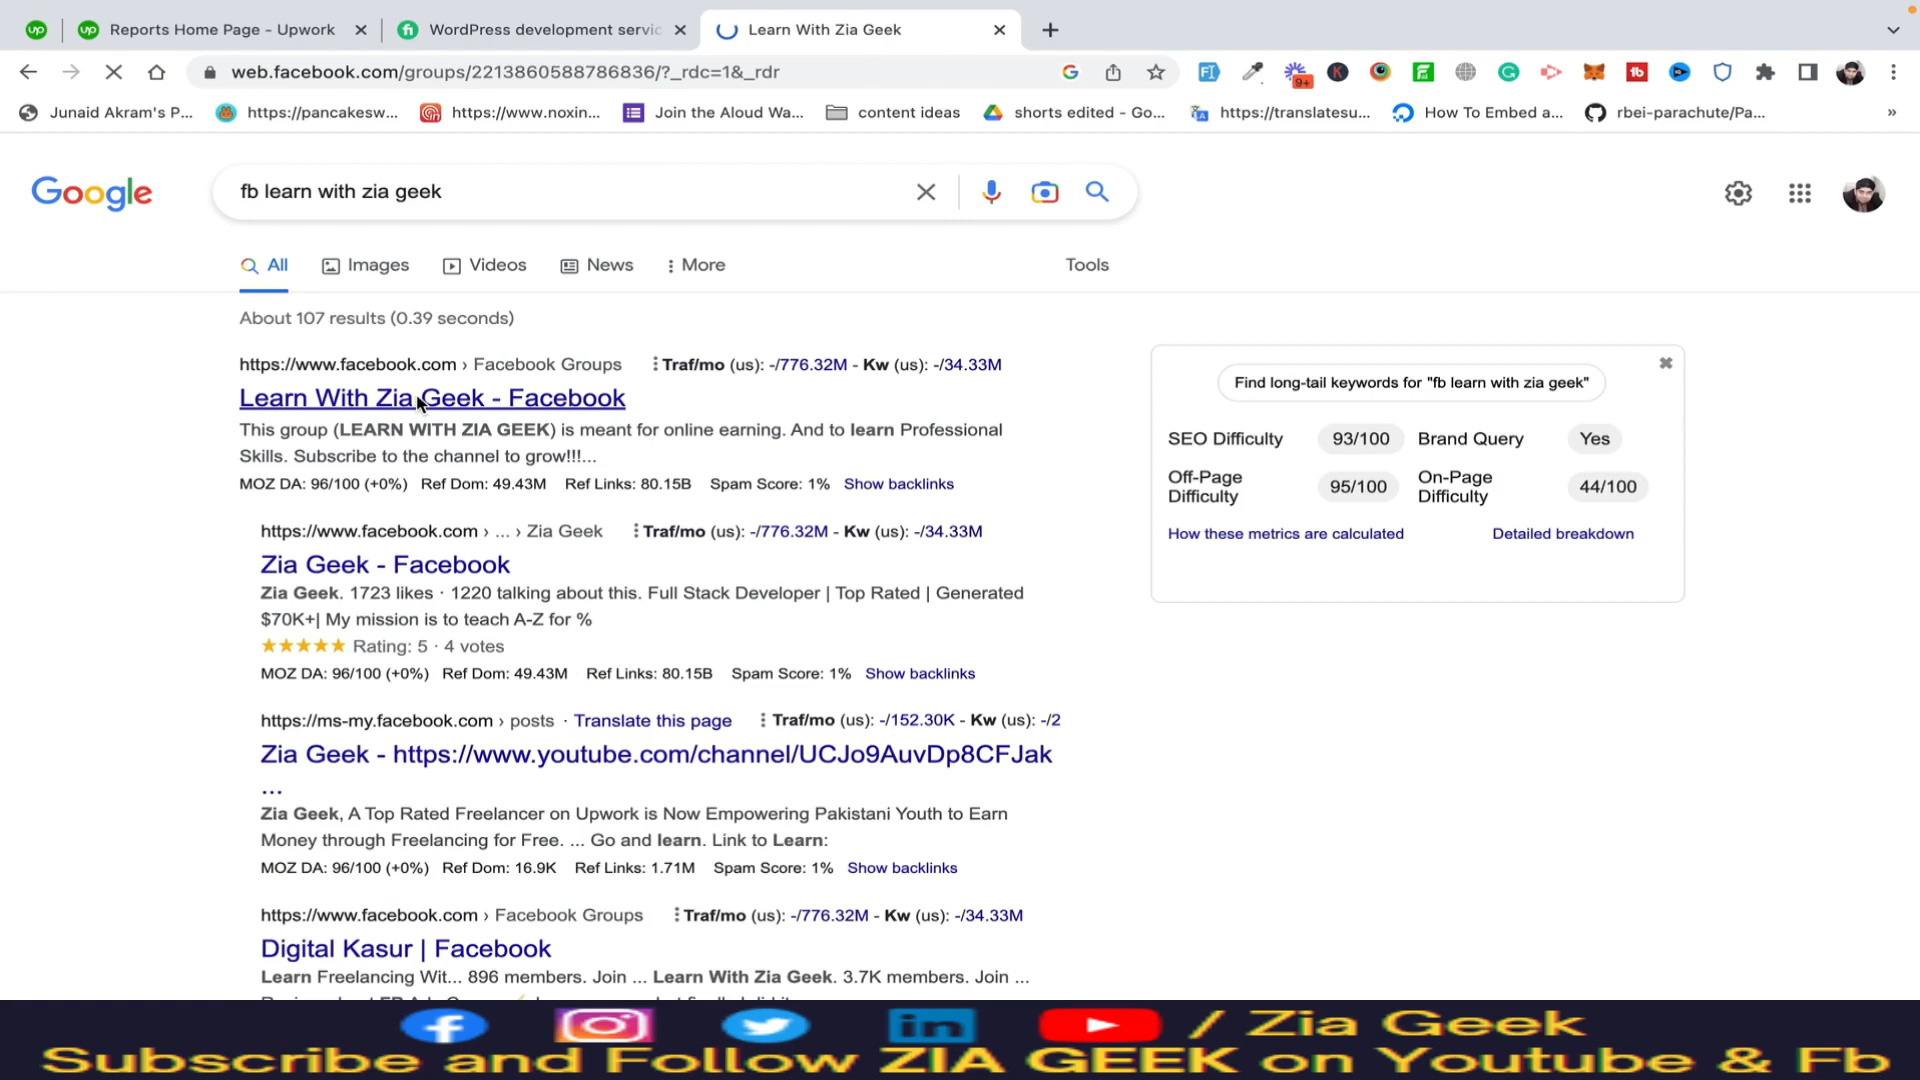 Reports Home Page - Upwork
WordPress development servic
Learn With Zia Geek
web.facebook.com/groups/2213860588786836/?_rdc=1&_rdr
9+
Junaid Akram's P...
https://pancakesw...
https://www.noxin...
Join the Aloud Wa...
content ideas
shorts edited - Go...
https://translatesu...
How To Embed a...
rbei-parachute/Pa...
»
Google
fb learn with zia geek
All
Images
Videos
News
More
Tools
About 107 results (0.39 seconds)
https://www.facebook.com › Facebook Groups
Traf/mo (us): -/776.32M - Kw (us): -/34.33M
Learn With Zia Geek - Facebook
This group (LEARN WITH ZIA GEEK) is meant for online earning. And to learn Professional
Skills. Subscribe to the channel to grow!!!...
MOZ DA: 96/100 (+0%) Ref Dom: 49.43M Ref Links: 80.15B Spam Score: 1% Show backlinks
https://www.facebook.com › ... › Zia Geek
Traf/mo (us): -/776.32M - Kw (us): -/34.33M
Zia Geek - Facebook
Zia Geek. 1723 likes · 1220 talking about this. Full Stack Developer | Top Rated | Generated
$70K+| My mission is to teach A-Z for %
Rating: 5 · 4 votes
MOZ DA: 96/100 (+0%) Ref Dom: 49.43M Ref Links: 80.15B Spam Score: 1% Show backlinks
https://ms-my.facebook.com › posts · Translate this page
Traf/mo (us): -/152.30K - Kw (us): -/2
Zia Geek - https://www.youtube.com/channel/UCJo9AuvDp8CFJak
...
Zia Geek, A Top Rated Freelancer on Upwork is Now Empowering Pakistani Youth to Earn
Money through Freelancing for Free. ... Go and learn. Link to Learn:
MOZ DA: 96/100 (+0%) Ref Dom: 16.9K Ref Links: 1.71M Spam Score: 1% Show backlinks
https://www.facebook.com › Facebook Groups
Traf/mo (us): -/776.32M - Kw (us): -/34.33M
Digital Kasur | Facebook
Learn Freelancing Wit... 896 members. Join ... Learn With Zia Geek. 3.7K members. Join ...
Find long-tail keywords for "fb learn with zia geek"
SEO Difficulty 93/100 Brand Query Yes
Off-Page Difficulty 95/100 On-Page Difficulty 44/100
How these metrics are calculated
Detailed breakdown
/ Zia Geek
Subscribe and Follow ZIA GEEK on Youtube & Fb